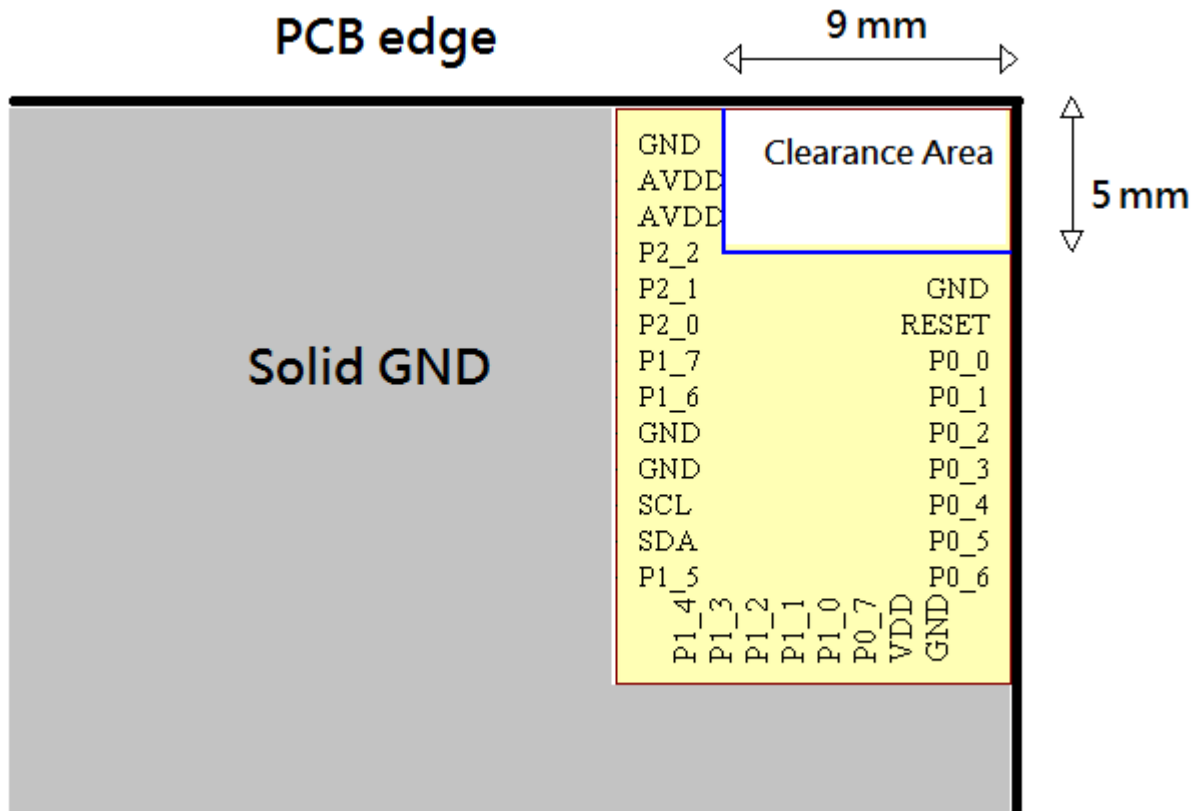 PCB edge
9 mm
5 mm
Clearance Area
Solid GND
GND
AVDD
AVDD
P2_2
P2_1
P2_0
P1_7
P1_6
GND
GND
SCL
SDA
P1_5
P1_4
P1_3
P1_2
P1_1
P1_0
P0_7
VDD
GND
GND
RESET
P0_0
P0_1
P0_2
P0_3
P0_4
P0_5
P0_6